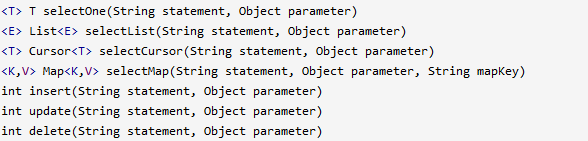 <T> T selectOne(String statement, Object parameter)
<E> List<E> selectList(String statement, Object parameter)
<T> Cursor<T> selectCursor(String statement, Object parameter)
<K,V> Map<K,V> selectMap(String statement, Object parameter, String mapKey)
int insert(String statement, Object parameter)
int update(String statement, Object parameter)
int delete(String statement, Object parameter)